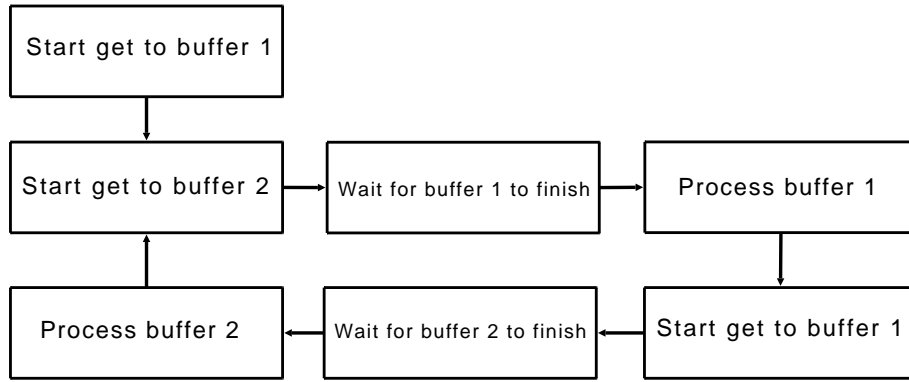 Start get to buffer 1
Start get to buffer 2
Wait for buffer 1 to finish
Process buffer 1
Process buffer 2
Wait for buffer 2 to finish
Start get to buffer 1